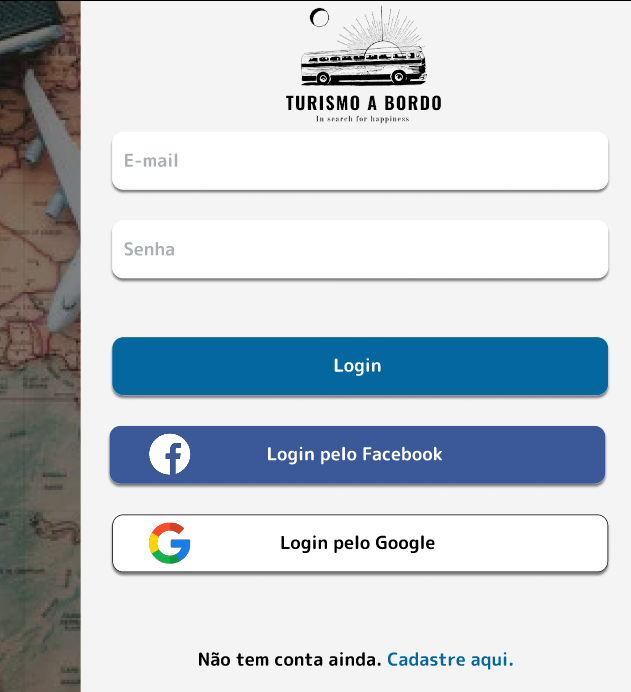 TURISMO A BORDO
In search for happiness
E-mail
Senha
Login
Login pelo Facebook
Login pelo Google
Não tem conta ainda. Cadastre aqui.